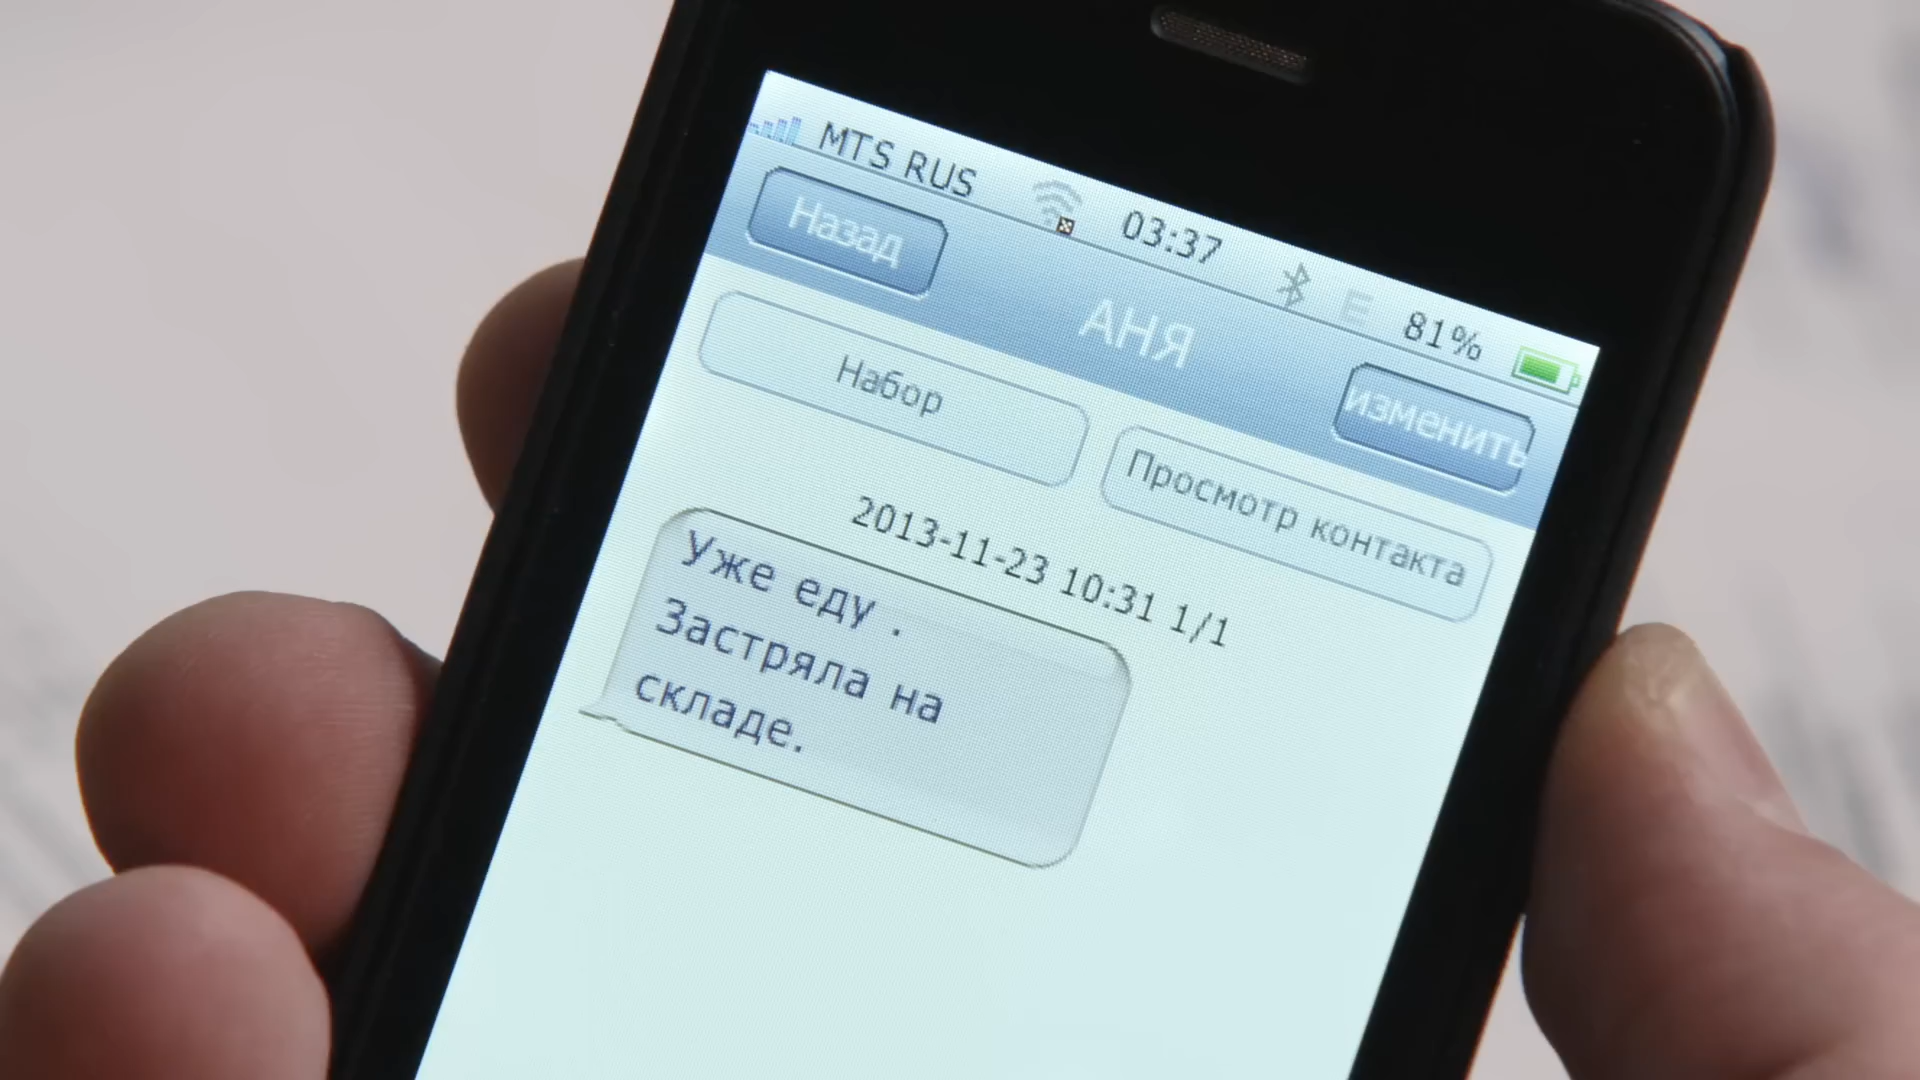 MTS RUS 03:37 E 81%
Назад АНЯ изменить
Набор Просмотр контакта
2013-11-23 10:31 1/1
Уже еду .
Застряла на
складе.